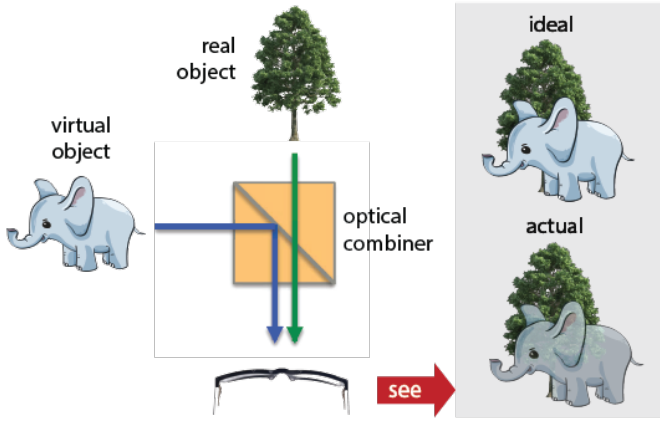 real
object
virtual
object
optical
combiner
see
ideal
actual